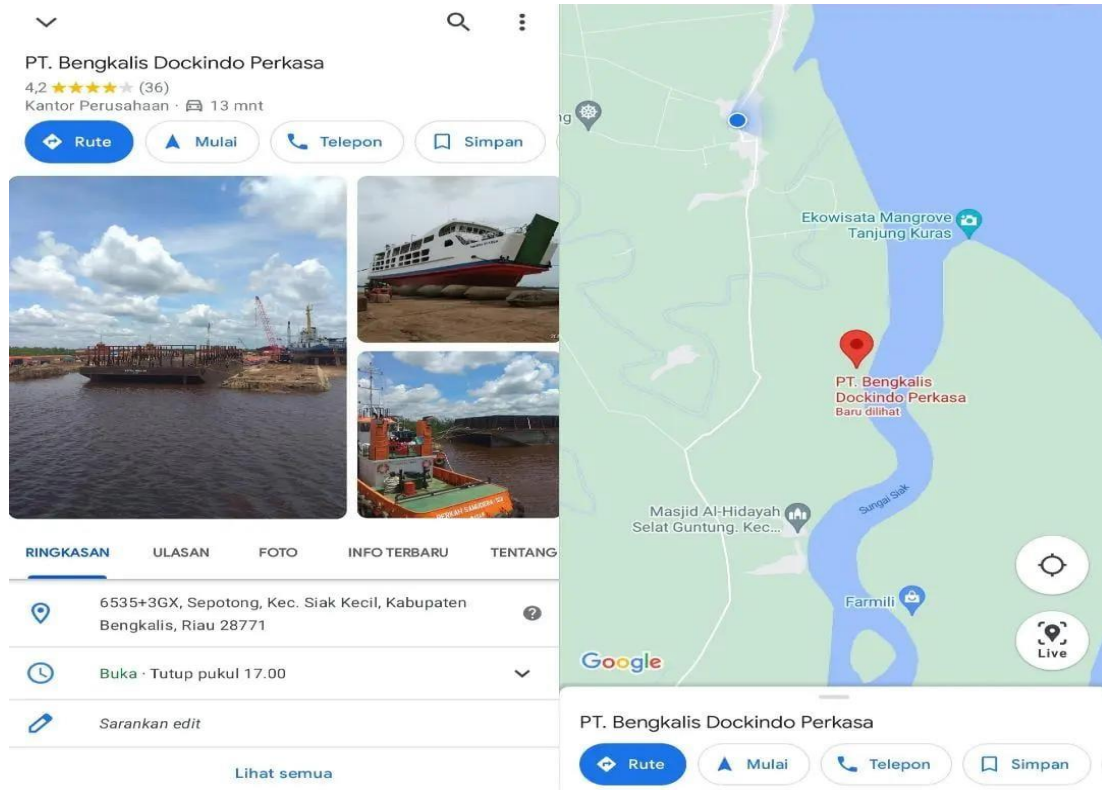 PT. Bengkalis Dockindo Perkasa
4,2 (36)
Kantor Perusahaan · 13 mnt
Rute
Mulai
Telepon
Simpan
RINGKASAN
ULASAN
FOTO
INFO TERBARU
TENTANG
6535+3GX, Sepotong, Kec. Siak Kecil, Kabupaten
Bengkalis, Riau 28771
Buka · Tutup pukul 17.00
Sarankan edit
Lihat semua
Ekowisata Mangrove
Tanjung Kuras
PT. Bengkalis
Dockindo Perkasa
Baru dilihat
Sungai Siak
Masjid Al-Hidayah
Selat Guntung. Kec...
Farmili
Live
Google
PT. Bengkalis Dockindo Perkasa
Rute
Mulai
Telepon
Simpan